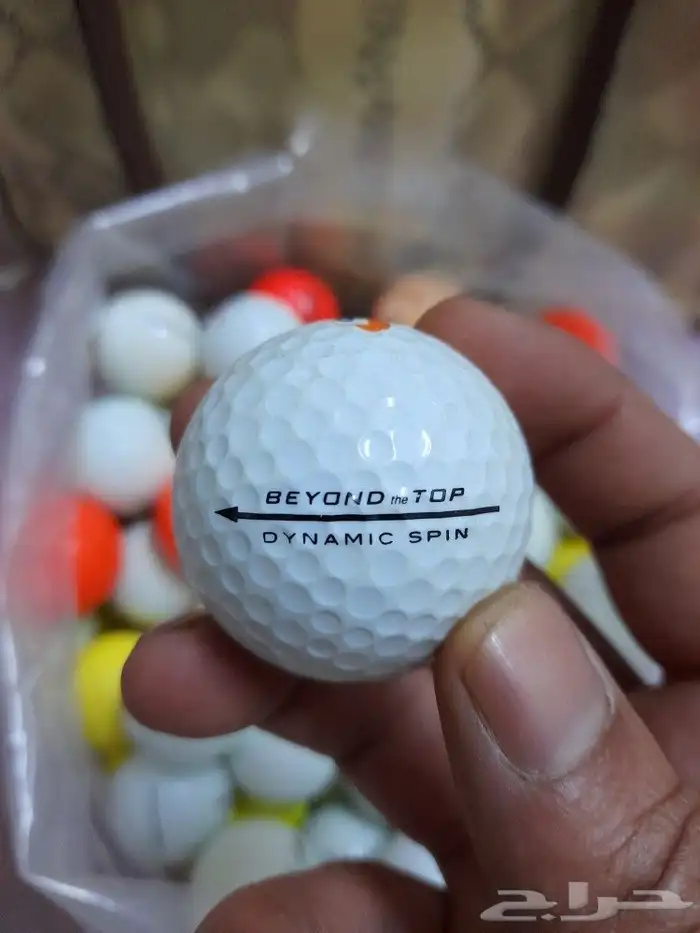 BEYOND the TOP
DYNAMIC SPIN
حراج